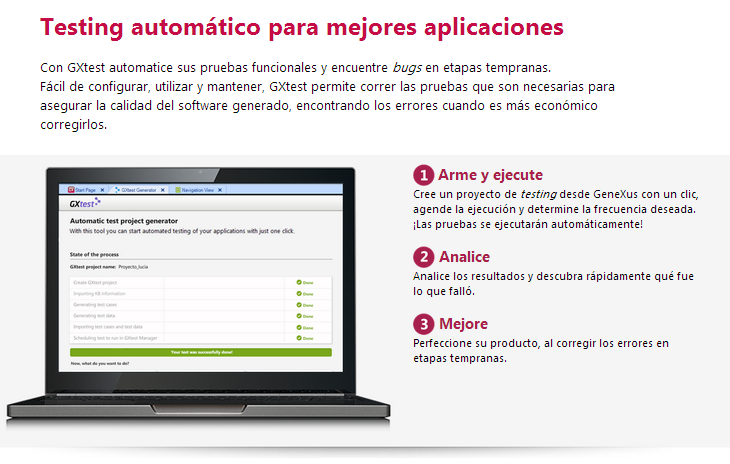 Testing automático para mejores aplicaciones
Con GXtest automatice sus pruebas funcionales y encuentre bugs en etapas tempranas.
Fácil de configurar, utilizar y mantener, GXtest permite correr las pruebas que son necesarias para
asegurar la calidad del software generado, encontrando los errores cuando es más económico
corregirlos.
Start Page
GXtest Generator
Navigation View
GXtest
Automatic test project generator
With this tool you can start automated testing of your applications with just one click.
State of the process
GXtest project name: Proyecto_lucia
Create GXtest project Done
Importing KB information Done
Generating test cases Done
Generating test data Done
Importing test cases and test data Done
Scheduling test to run in GXtest Manager Done
Your test was successfully done!
Now, what do you want to do?
1 Arme y ejecute
Cree un proyecto de testing desde GeneXus con un clic,
agende la ejecución y determine la frecuencia deseada.
¡Las pruebas se ejecutarán automáticamente!
2 Analice
Analice los resultados y descubra rápidamente qué fue
lo que falló.
3 Mejore
Perfeccione su producto, al corregir los errores en
etapas tempranas.